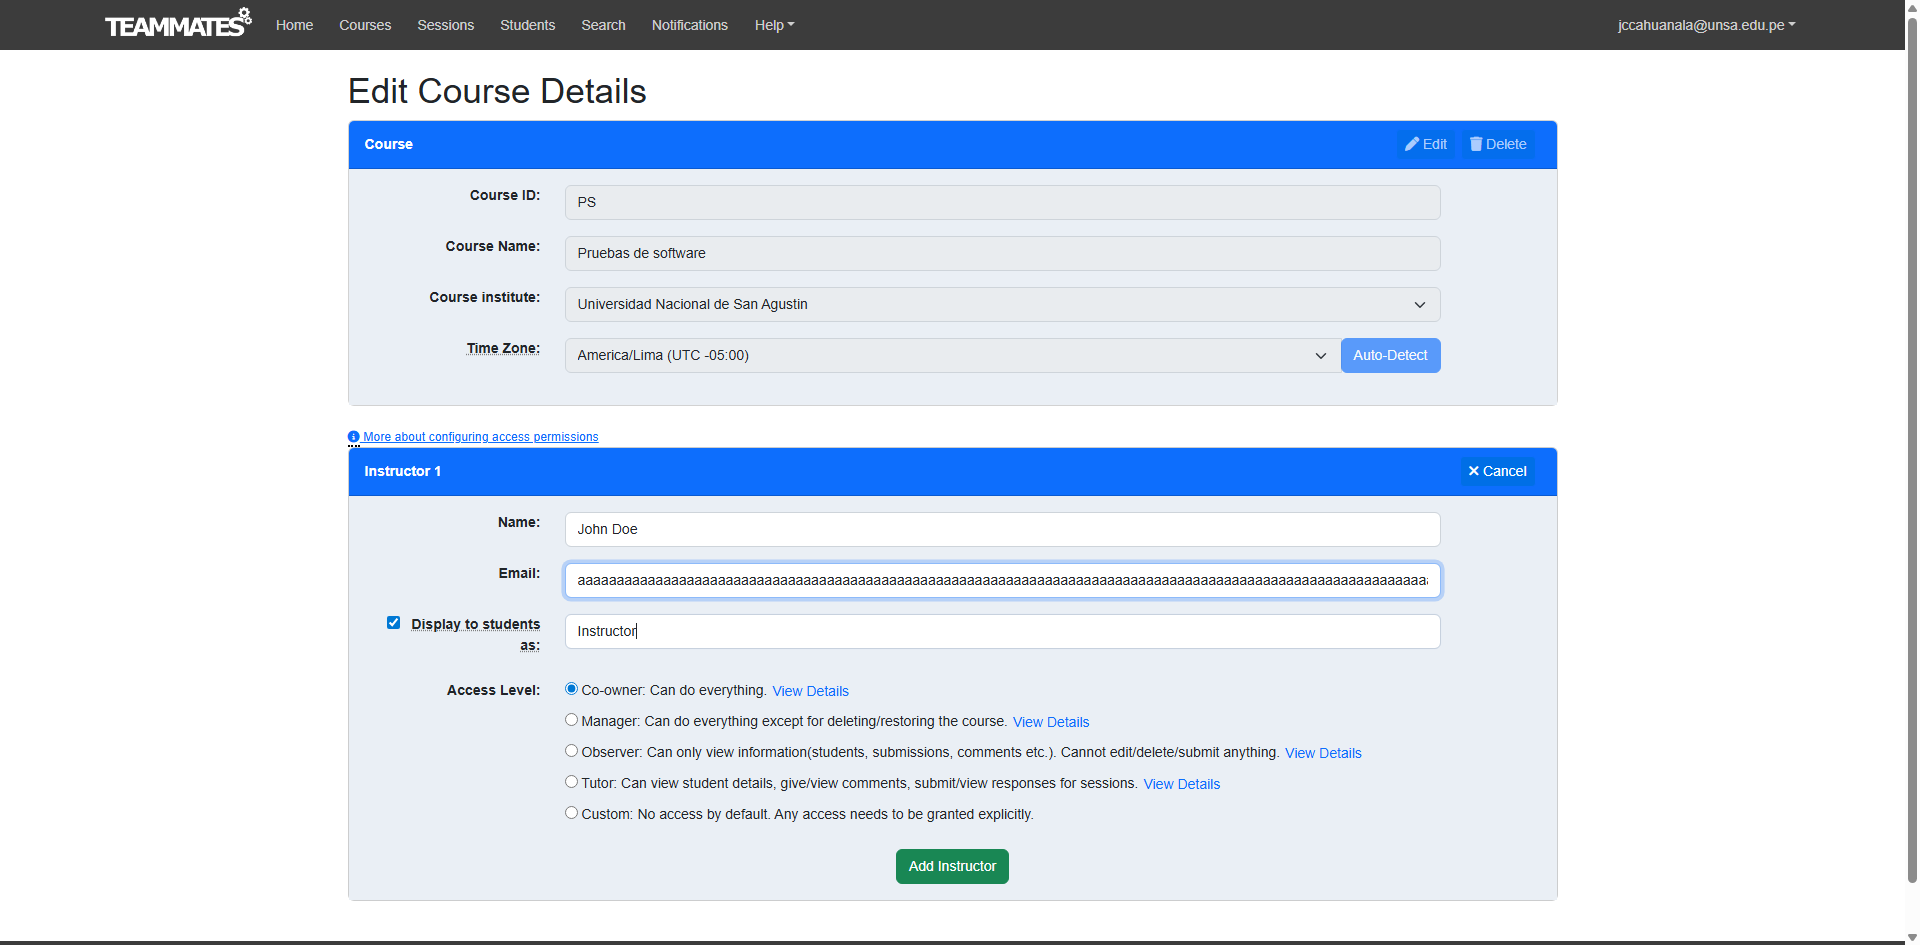 TEAMMATES Home Courses Sessions Students Search Notifications Help jccahuanala@unsa.edu.pe
Edit Course Details
Course Edit Delete
Course ID: PS
Course Name: Pruebas de software
Course institute: Universidad Nacional de San Agustin
Time Zone: America/Lima (UTC -05:00) Auto-Detect
More about configuring access permissions
Instructor 1 Cancel
Name: John Doe
Email:
Display to students as: Instructor
Access Level: Co-owner: Can do everything. View Details
Manager: Can do everything except for deleting/restoring the course. View Details
Observer: Can only view information(students, submissions, comments etc.). Cannot edit/delete/submit anything. View Details
Tutor: Can view student details, give/view comments, submit/view responses for sessions. View Details
Custom: No access by default. Any access needs to be granted explicitly.
Add Instructor